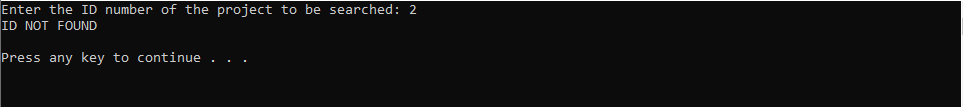 Enter the ID number of the project to be searched: 2
ID NOT FOUND
Press any key to continue . . .